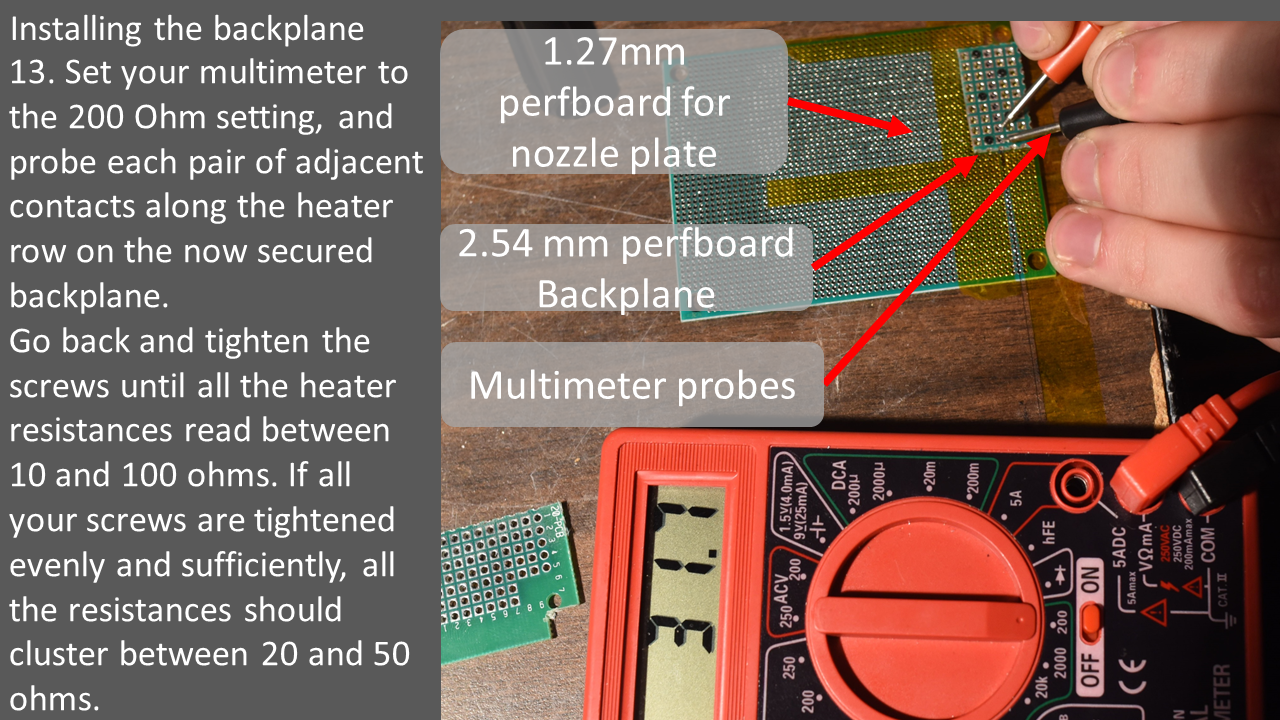 Installing the backplane
13. Set your multimeter to
the 200 Ohm setting, and
probe each pair of adjacent
contacts along the heater
row on the now secured
backplane.
Go back and tighten the
screws until all the heater
resistances read between
10 and 100 ohms. If all
your screws are tightened
evenly and sufficiently, all
the resistances should
cluster between 20 and 50
ohms.
1.27mm
perfboard for
nozzle plate
2.54 mm perfboard
Backplane
Multimeter probes
1.5V(4.0mA)
9V(25mA)
DCA
200µ
2000µ
20m
200m
5A
hFE
ACV
200
250
250
200
200
2000
20k
ON
OFF
5ADC
5Amax
VΩmA
250VAC
250VDC
200mAmax
COM
CAT. II
CE